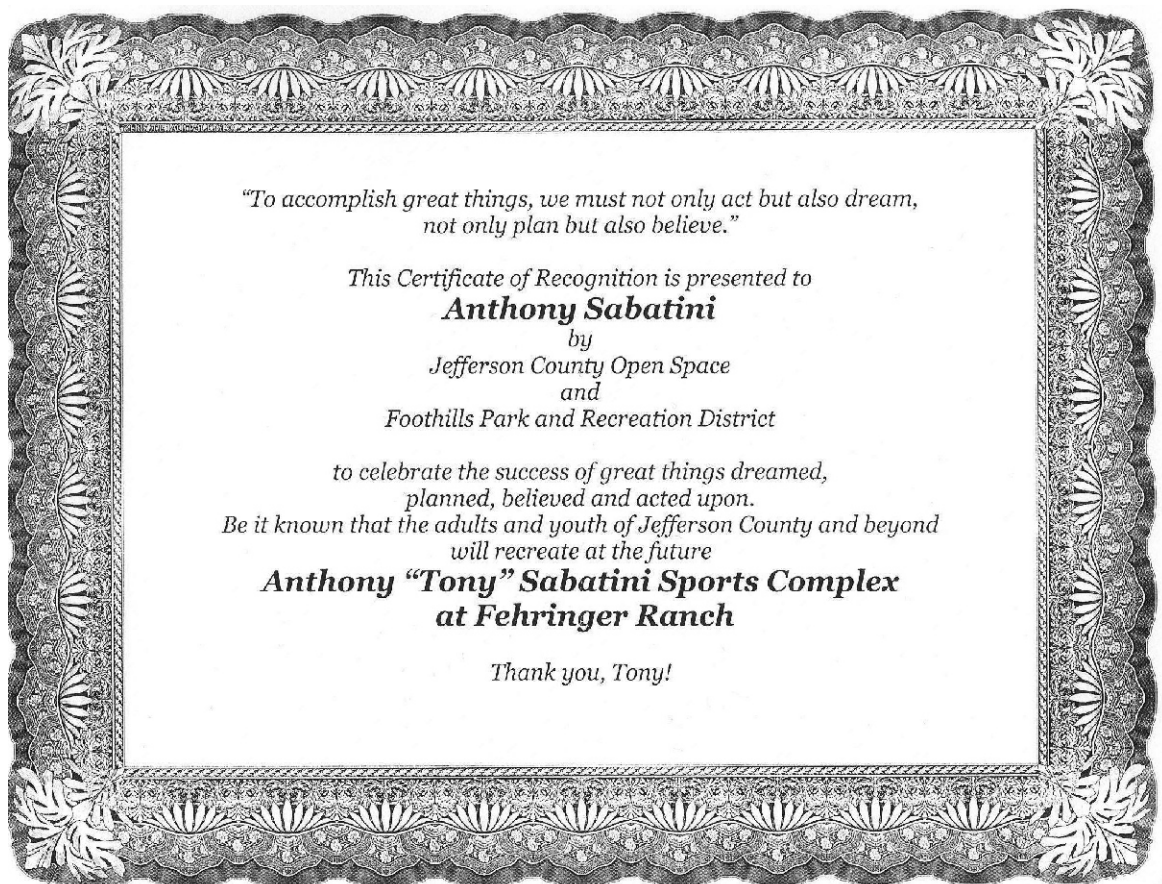 “To accomplish great things, we must not only act but also dream,
not only plan but also believe.”
This Certificate of Recognition is presented to
Anthony Sabatini
by
Jefferson County Open Space
and
Foothills Park and Recreation District
to celebrate the success of great things dreamed,
planned, believed and acted upon.
Be it known that the adults and youth of Jefferson County and beyond
will recreate at the future
Anthony “Tony” Sabatini Sports Complex
at Fehringer Ranch
Thank you, Tony!